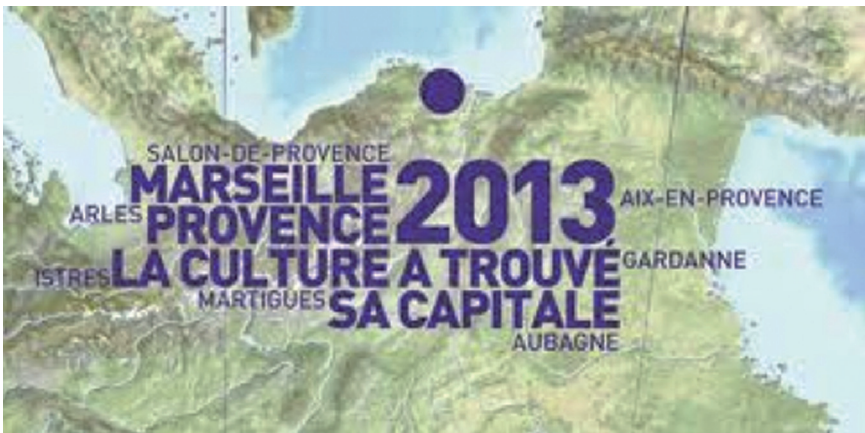 SALON-DE-PROVENCE
MARSEILLE 2013
AIX-EN-PROVENCE
ARLES PROVENCE
ISTRES LA CULTURE A TROUVÉ GARDANNE
MARTIGUES SA CAPITALE
AUBAGNE